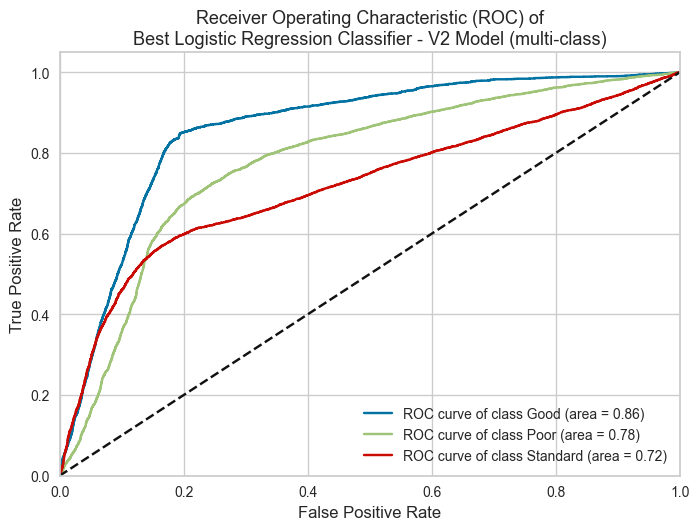 Receiver Operating Characteristic (ROC) of
Best Logistic Regression Classifier - V2 Model (multi-class)
True Positive Rate
1.0
0.8
0.6
0.4
0.2
0.0
ROC curve of class Good (area = 0.86)
ROC curve of class Poor (area = 0.78)
ROC curve of class Standard (area = 0.72)
0.0 0.2 0.4 0.6 0.8 1.0
False Positive Rate